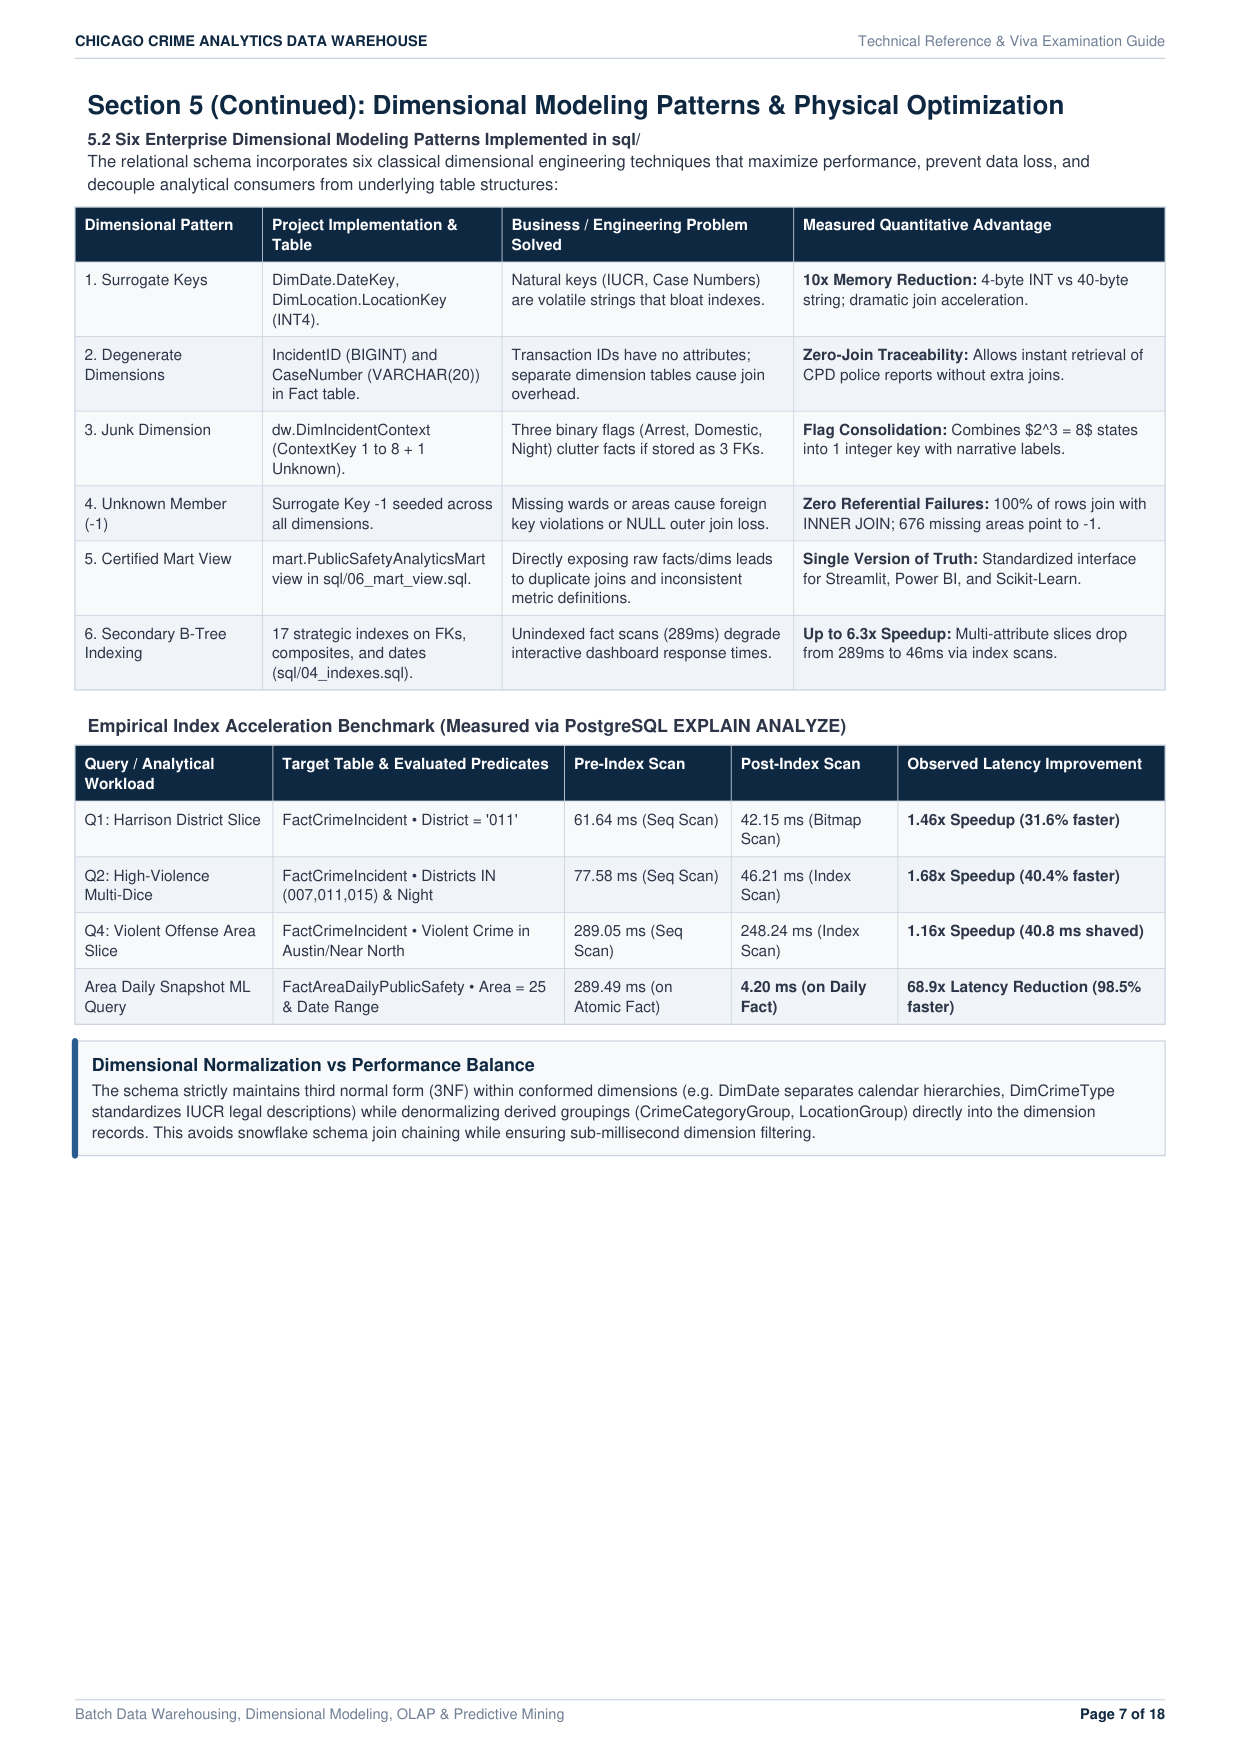 CHICAGO CRIME ANALYTICS DATA WAREHOUSE
Technical Reference & Viva Examination Guide
Section 5 (Continued): Dimensional Modeling Patterns & Physical Optimization
5.2 Six Enterprise Dimensional Modeling Patterns Implemented in sql/
The relational schema incorporates six classical dimensional engineering techniques that maximize performance, prevent data loss, and
decouple analytical consumers from underlying table structures:
Dimensional Pattern
Project Implementation &
Table
Business / Engineering Problem
Solved
Measured Quantitative Advantage
1. Surrogate Keys
DimDate.DateKey,
DimLocation.LocationKey
(INT4).
Natural keys (IUCR, Case Numbers)
are volatile strings that bloat indexes.
10x Memory Reduction: 4-byte INT vs 40-byte
string; dramatic join acceleration.
2. Degenerate
Dimensions
IncidentID (BIGINT) and
CaseNumber (VARCHAR(20))
in Fact table.
Transaction IDs have no attributes;
separate dimension tables cause join
overhead.
Zero-Join Traceability: Allows instant retrieval of
CPD police reports without extra joins.
3. Junk Dimension
dw.DimIncidentContext
(ContextKey 1 to 8 + 1
Unknown).
Three binary flags (Arrest, Domestic,
Night) clutter facts if stored as 3 FKs.
Flag Consolidation: Combines $2^3 = 8$ states
into 1 integer key with narrative labels.
4. Unknown Member
(-1)
Surrogate Key -1 seeded across
all dimensions.
Missing wards or areas cause foreign
key violations or NULL outer join loss.
Zero Referential Failures: 100% of rows join with
INNER JOIN; 676 missing areas point to -1.
5. Certified Mart View
mart.PublicSafetyAnalyticsMart
view in sql/06_mart_view.sql.
Directly exposing raw facts/dims leads
to duplicate joins and inconsistent
metric definitions.
Single Version of Truth: Standardized interface
for Streamlit, Power BI, and Scikit-Learn.
6. Secondary B-Tree
Indexing
17 strategic indexes on FKs,
composites, and dates
(sql/04_indexes.sql).
Unindexed fact scans (289ms) degrade
interactive dashboard response times.
Up to 6.3x Speedup: Multi-attribute slices drop
from 289ms to 46ms via index scans.
Empirical Index Acceleration Benchmark (Measured via PostgreSQL EXPLAIN ANALYZE)
Query / Analytical
Workload
Target Table & Evaluated Predicates
Pre-Index Scan
Post-Index Scan
Observed Latency Improvement
Q1: Harrison District Slice
FactCrimeIncident • District = '011'
61.64 ms (Seq Scan)
42.15 ms (Bitmap
Scan)
1.46x Speedup (31.6% faster)
Q2: High-Violence
Multi-Dice
FactCrimeIncident • Districts IN
(007,011,015) & Night
77.58 ms (Seq Scan)
46.21 ms (Index
Scan)
1.68x Speedup (40.4% faster)
Q4: Violent Offense Area
Slice
FactCrimeIncident • Violent Crime in
Austin/Near North
289.05 ms (Seq
Scan)
248.24 ms (Index
Scan)
1.16x Speedup (40.8 ms shaved)
Area Daily Snapshot ML
Query
FactAreaDailyPublicSafety • Area = 25
& Date Range
289.49 ms (on
Atomic Fact)
4.20 ms (on Daily
Fact)
68.9x Latency Reduction (98.5%
faster)
Dimensional Normalization vs Performance Balance
The schema strictly maintains third normal form (3NF) within conformed dimensions (e.g. DimDate separates calendar hierarchies, DimCrimeType
standardizes IUCR legal descriptions) while denormalizing derived groupings (CrimeCategoryGroup, LocationGroup) directly into the dimension
records. This avoids snowflake schema join chaining while ensuring sub-millisecond dimension filtering.
Batch Data Warehousing, Dimensional Modeling, OLAP & Predictive Mining
Page 7 of 18